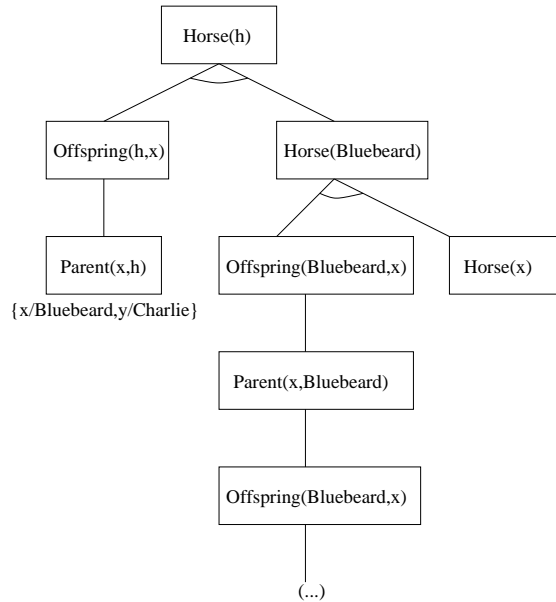 Horse(h)
Offspring(h,x)
Horse(Bluebeard)
Parent(x,h)
Offspring(Bluebeard,x)
Horse(x)
{x/Bluebeard,y/Charlie}
Parent(x,Bluebeard)
Offspring(Bluebeard,x)
(...)